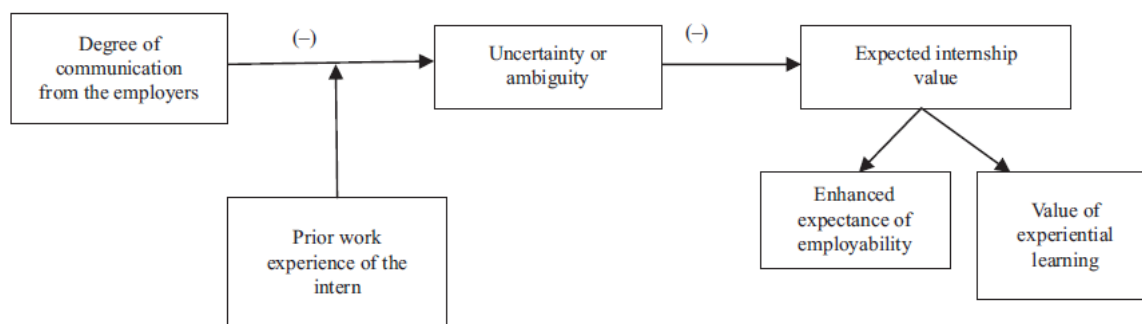 Degree of
communication
from the employers
(–)
Uncertainty or
ambiguity
(–)
Expected internship
value
Prior work
experience of the
intern
Enhanced
expectance of
employability
Value of
experiential
learning